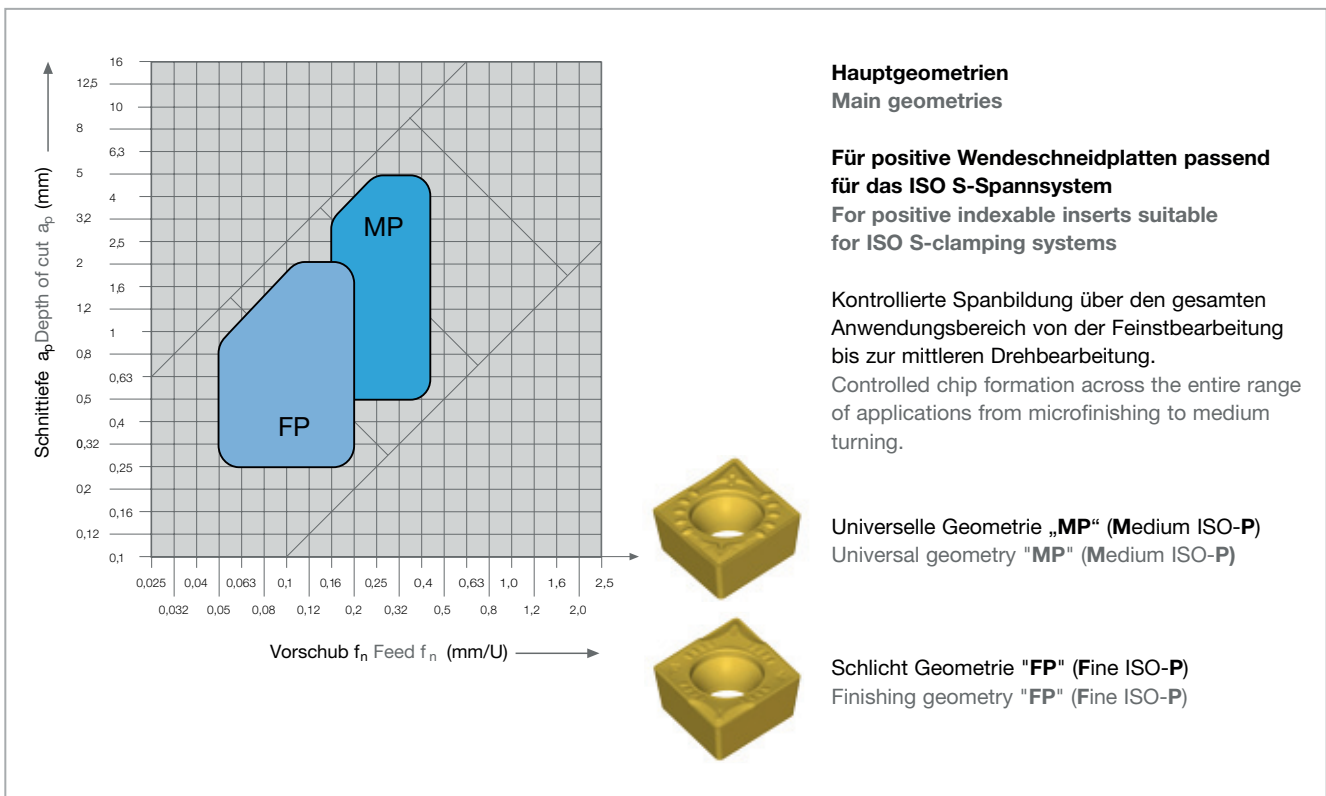 16
12,5
10
8
6,3
5
4
3,2
2,5
2
1,6
1,2
1
0,8
0,63
0,5
0,4
0,32
0,25
0,2
0,16
0,12
0,1
Schnittiefe ap Depth of cut ap (mm)
MP
FP
0,025 0,04 0,063 0,1 0,16 0,25 0,4 0,63 1,0 1,6 2,5
0,032 0,05 0,08 0,12 0,2 0,32 0,5 0,8 1,2 2,0
Vorschub fn Feed fn (mm/U)
Hauptgeometrien
Main geometries
Für positive Wendeschneidplatten passend
für das ISO S-Spannsystem
For positive indexable inserts suitable
for ISO S-clamping systems
Kontrollierte Spanbildung über den gesamten
Anwendungsbereich von der Feinstbearbeitung
bis zur mittleren Drehbearbeitung.
Controlled chip formation across the entire range
of applications from microfinishing to medium
turning.
Universelle Geometrie „MP“ (Medium ISO-P)
Universal geometry "MP" (Medium ISO-P)
Schlicht Geometrie "FP" (Fine ISO-P)
Finishing geometry "FP" (Fine ISO-P)